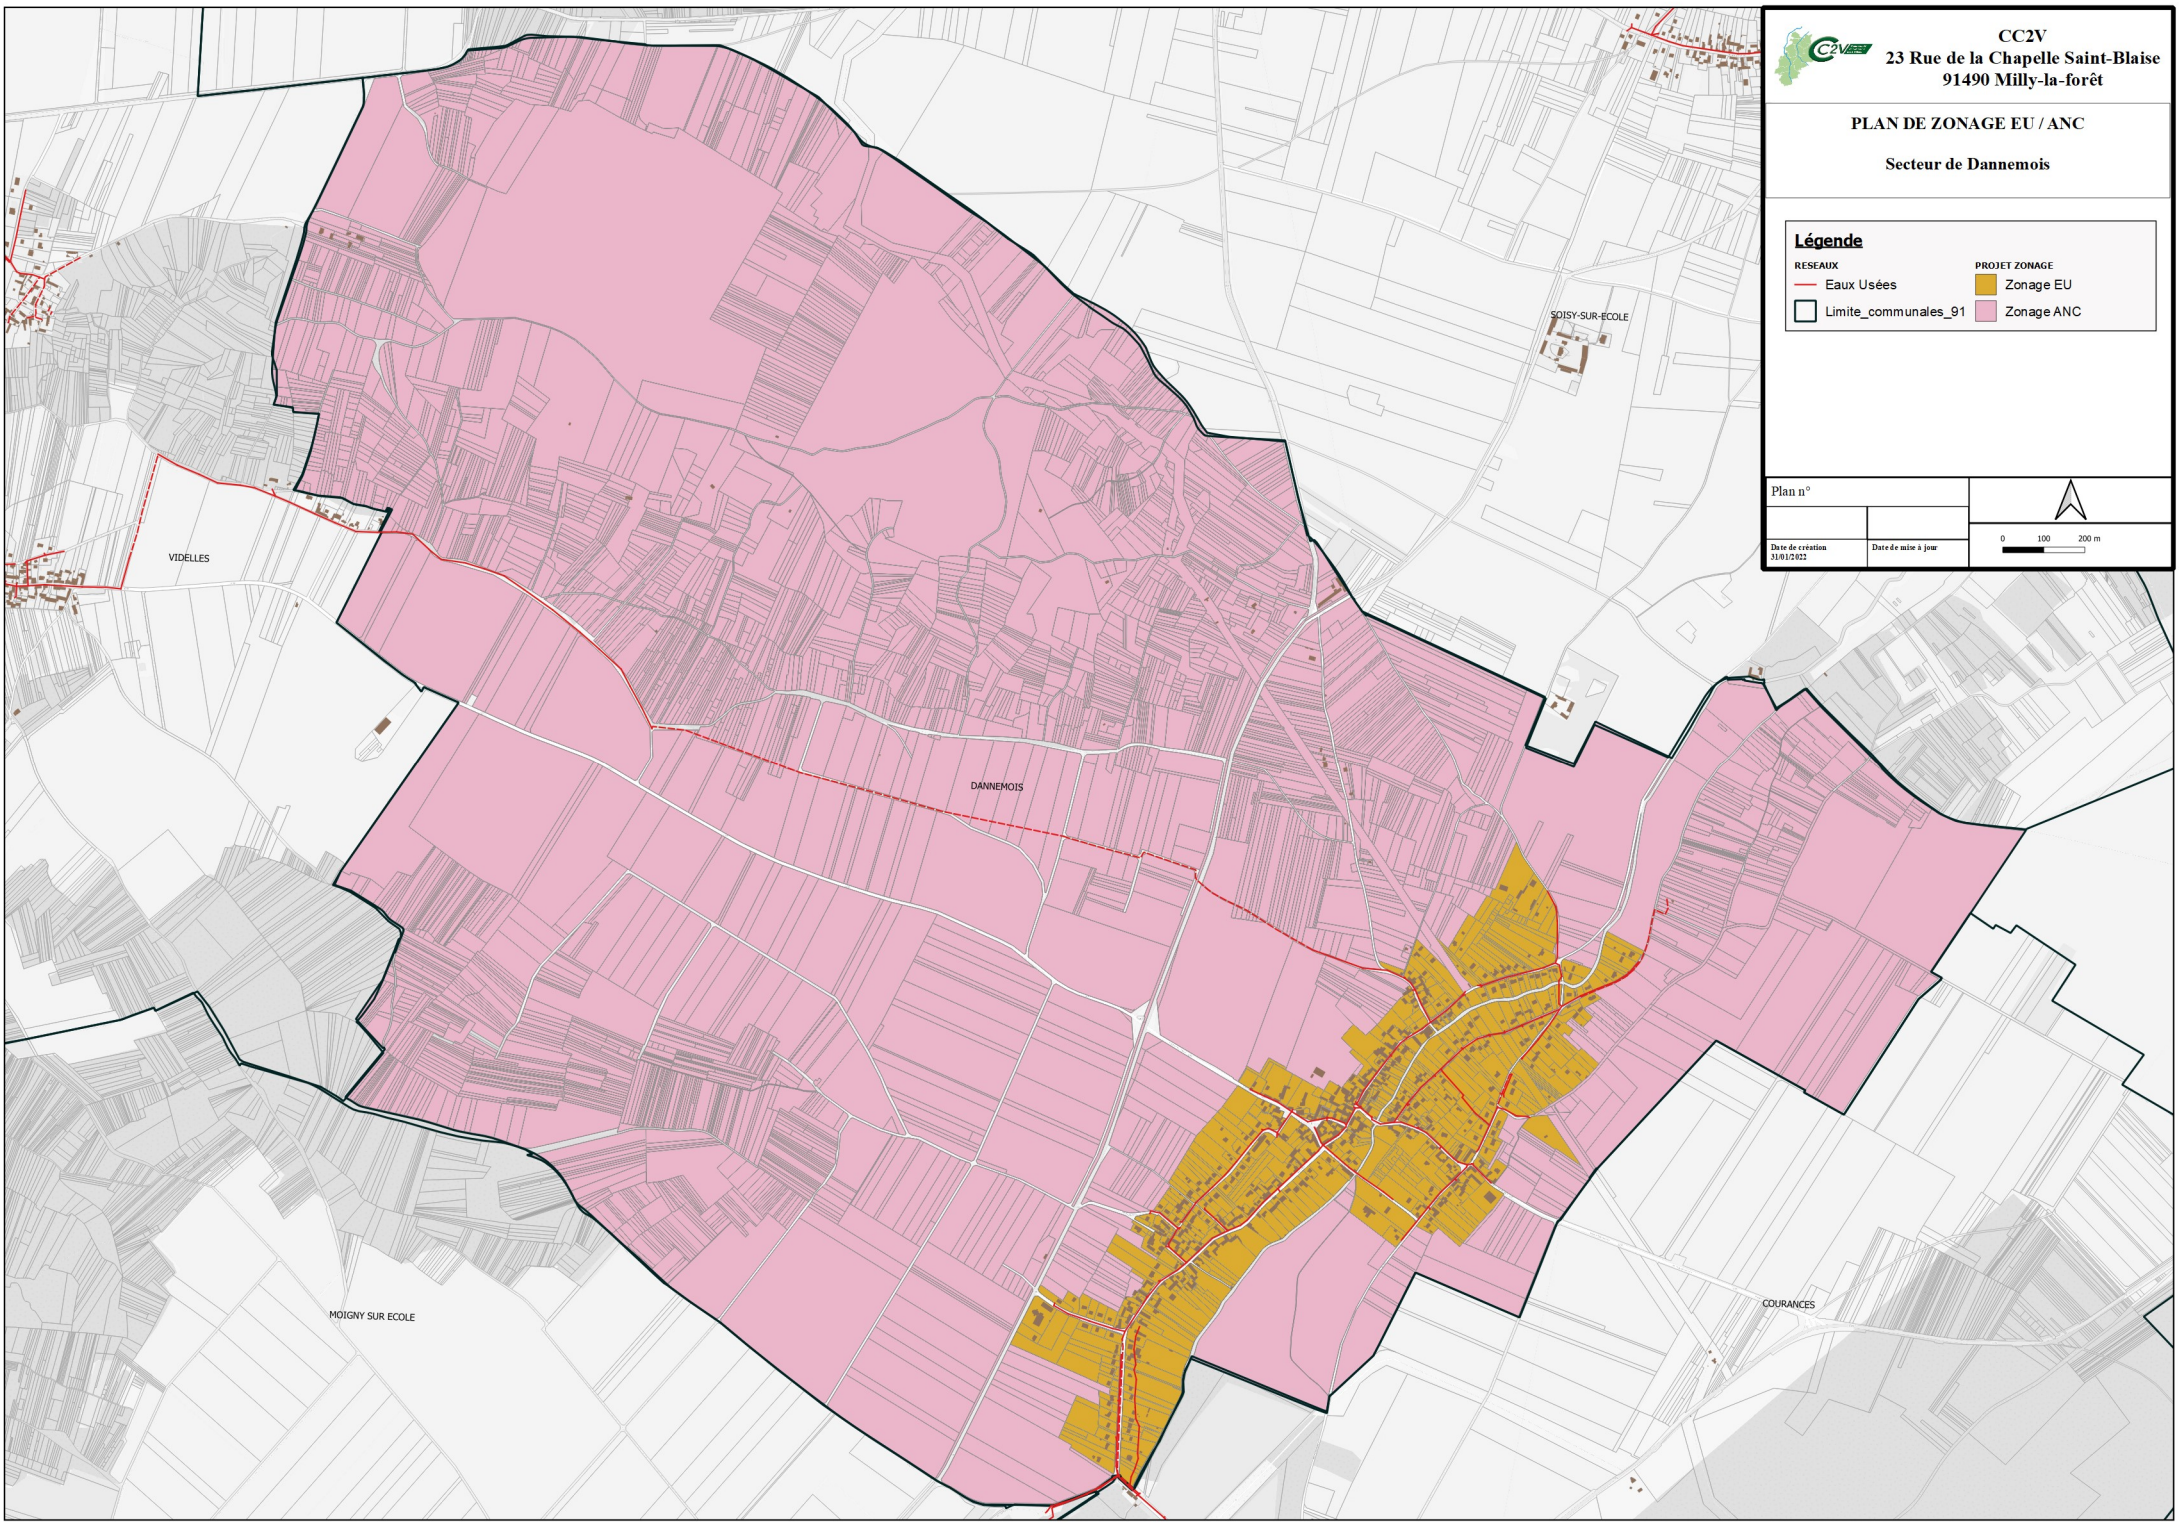 CC2V
23 Rue de la Chapelle Saint-Blaise
91490 Milly-la-forêt
PLAN DE ZONAGE EU / ANC
Secteur de Dannemois
Légende
RESEAUX
Eaux Usées
Limite_communales_91
PROJET ZONAGE
Zonage EU
Zonage ANC
Plan n°
Date de création
31/01/2022
Date de mise à jour
0 100 200 m
SOISY-SUR-ECOLE
VIDELLES
DANNEMOIS
MOIGNY SUR ECOLE
COURANCES